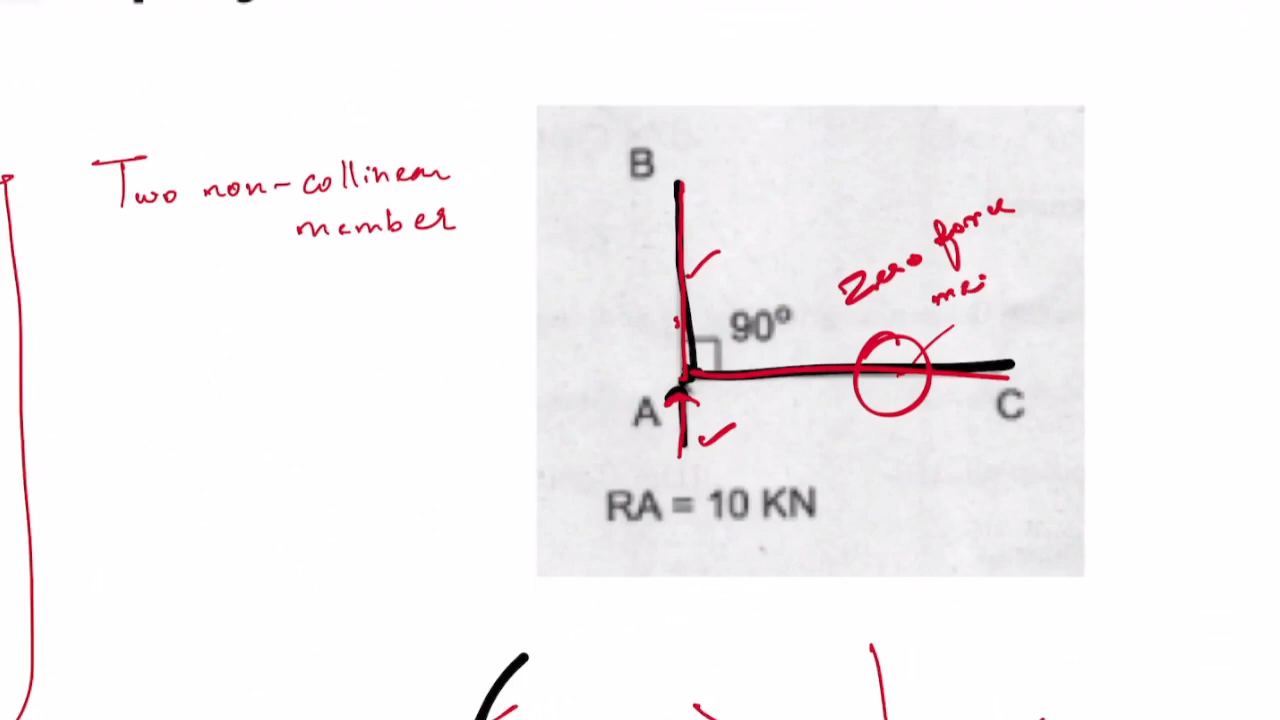 Two non-collinear
member
B
Zero force
90°
A
C
RA = 10 KN